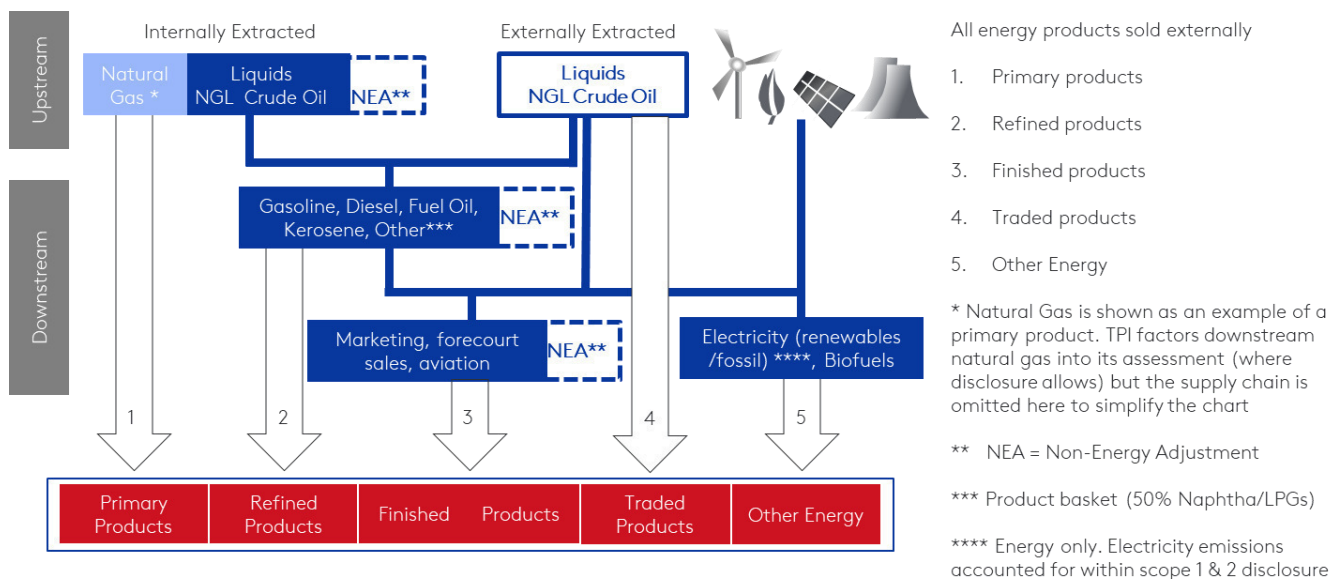 Upstream
Internally Extracted
Natural
Gas *
Liquids
NGL Crude Oil
NEA**
Externally Extracted
Liquids
NGL Crude Oil
Downstream
Gasoline, Diesel, Fuel Oil,
Kerosene, Other***
NEA**
Marketing, forecourt
sales, aviation
NEA**
Electricity (renewables
/fossil) ****, Biofuels
1
2
3
4
5
Primary
Products
Refined
Products
Finished Products
Traded
Products
Other Energy
All energy products sold externally
1. Primary products
2. Refined products
3. Finished products
4. Traded products
5. Other Energy
* Natural Gas is shown as an example of a
primary product. TPI factors downstream
natural gas into its assessment (where
disclosure allows) but the supply chain is
omitted here to simplify the chart
** NEA = Non-Energy Adjustment
*** Product basket (50% Naphtha/LPGs)
**** Energy only. Electricity emissions
accounted for within scope 1 & 2 disclosure